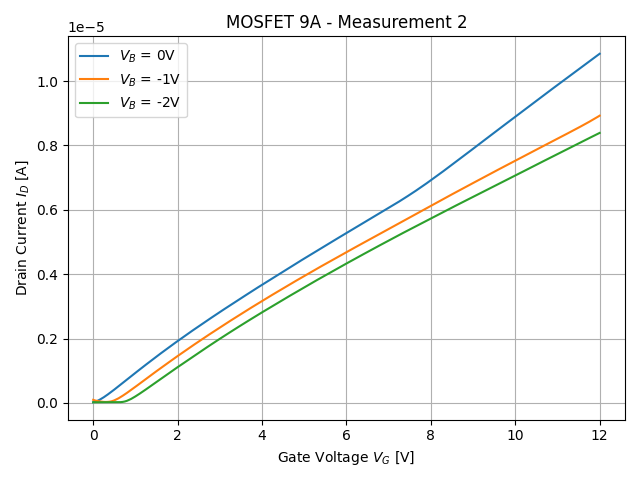 MOSFET 9A - Measurement 2
1e−5
V_B = 0V
V_B = -1V
V_B = -2V
1.0
0.8
0.6
0.4
0.2
0.0
Drain Current I_D [A]
0 2 4 6 8 10 12
Gate Voltage V_G [V]